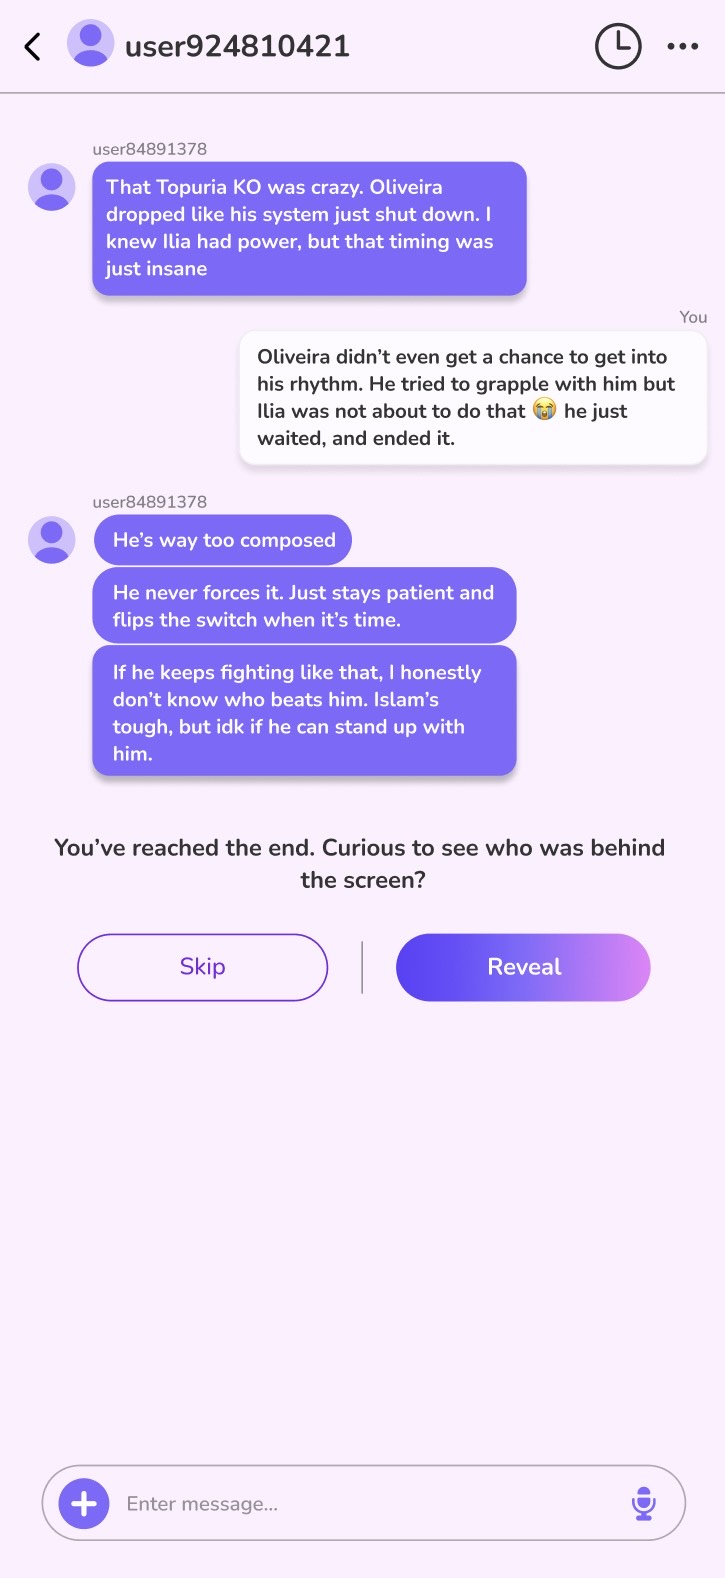 user924810421
user84891378
That Topuria KO was crazy. Oliveira
dropped like his system just shut down. I
knew Ilia had power, but that timing was
just insane
You
Oliveira didn’t even get a chance to get into
his rhythm. He tried to grapple with him but
Ilia was not about to do that 😭 he just
waited, and ended it.
user84891378
He’s way too composed
He never forces it. Just stays patient and
flips the switch when it’s time.
If he keeps fighting like that, I honestly
don’t know who beats him. Islam’s
tough, but idk if he can stand up with
him.
You’ve reached the end. Curious to see who was behind
the screen?
Skip
Reveal
Enter message...